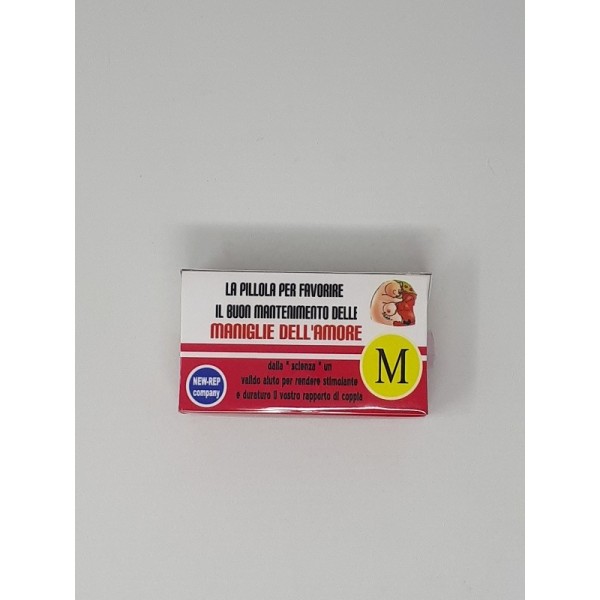 LA PILLOLA PER FAVORIRE
IL BUON MANTENIMENTO DELLE
MANIGLIE DELL'AMORE
dalla " scienza " un
valido aiuto per rendere stimolante
e duraturo il vostro rapporto di coppia
NEW-REP
company
M